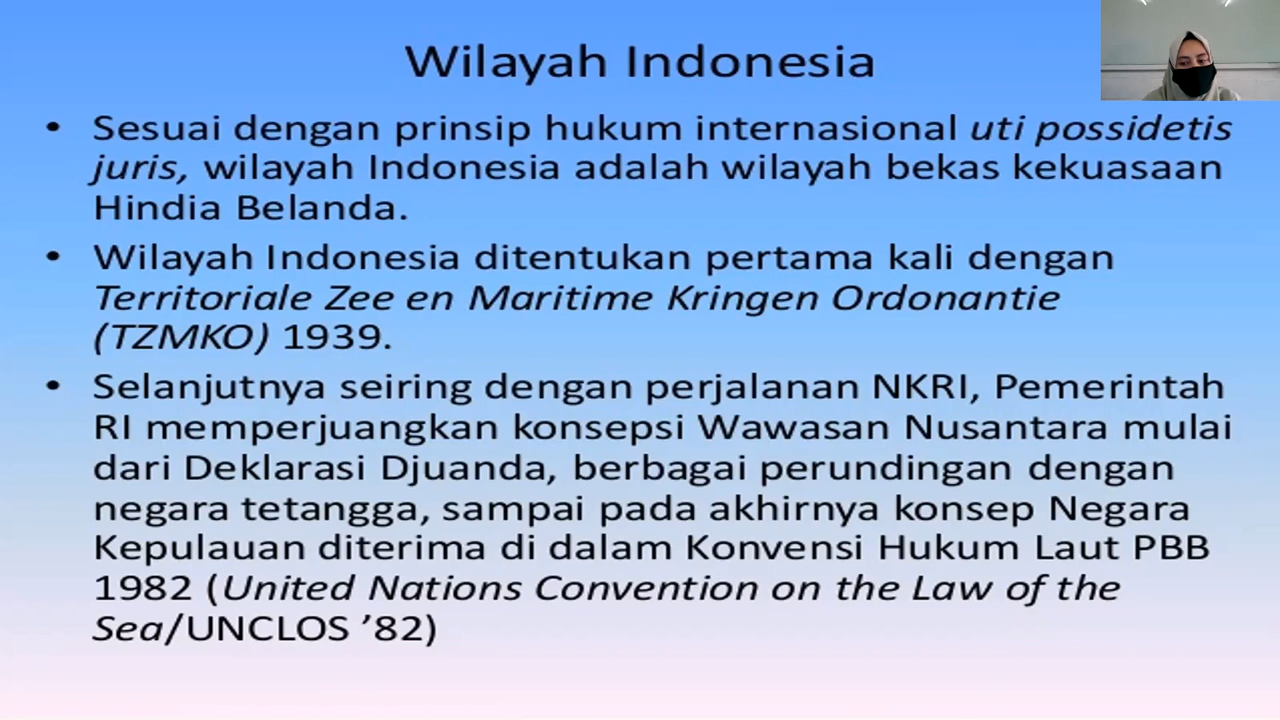 Wilayah Indonesia
• Sesuai dengan prinsip hukum internasional uti possidetis
juris, wilayah Indonesia adalah wilayah bekas kekuasaan
Hindia Belanda.
• Wilayah Indonesia ditentukan pertama kali dengan
Territoriale Zee en Maritime Kringen Ordonantie
(TZMKO) 1939.
• Selanjutnya seiring dengan perjalanan NKRI, Pemerintah
RI memperjuangkan konsepsi Wawasan Nusantara mulai
dari Deklarasi Djuanda, berbagai perundingan dengan
negara tetangga, sampai pada akhirnya konsep Negara
Kepulauan diterima di dalam Konvensi Hukum Laut PBB
1982 (United Nations Convention on the Law of the
Sea/UNCLOS ’82)